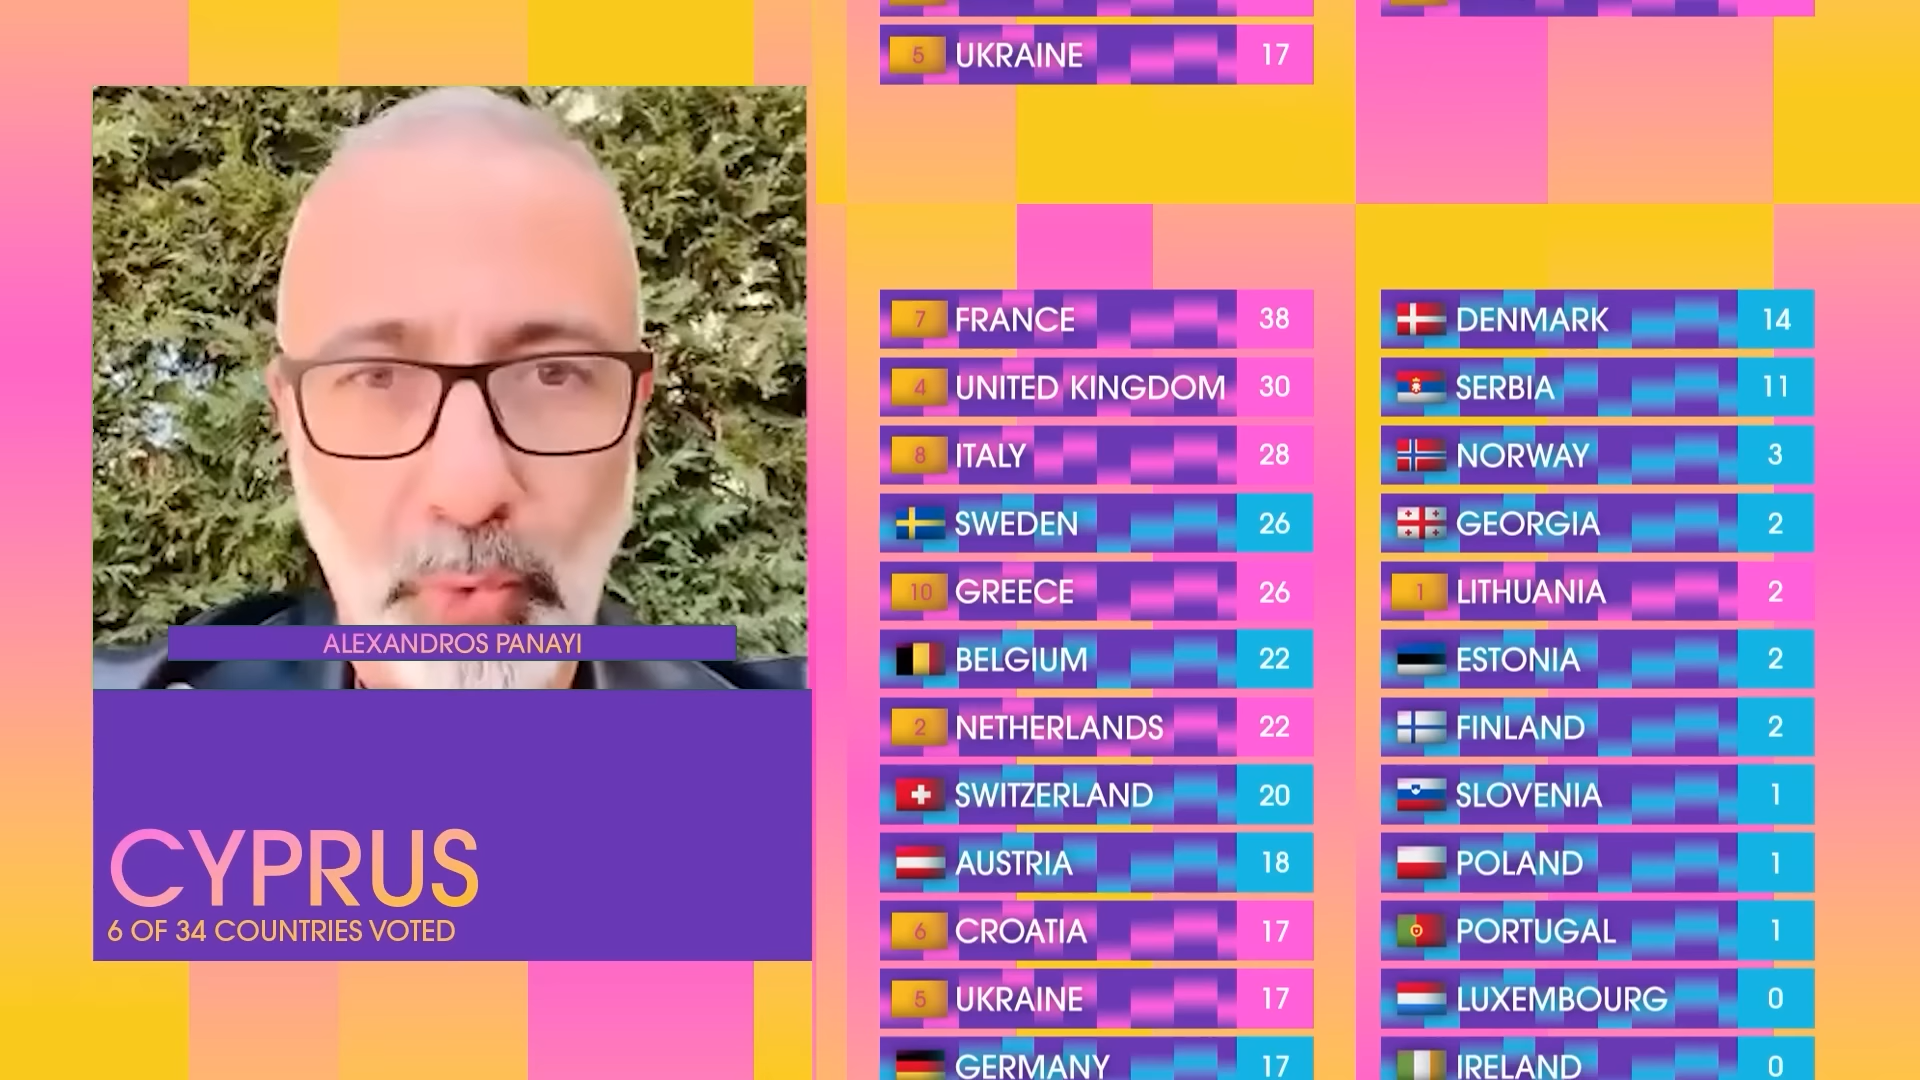 5 UKRAINE 17
ALEXANDROS PANAYI
CYPRUS
6 OF 34 COUNTRIES VOTED
7 FRANCE 38
4 UNITED KINGDOM 30
8 ITALY 28
SWEDEN 26
10 GREECE 26
BELGIUM 22
2 NETHERLANDS 22
SWITZERLAND 20
AUSTRIA 18
6 CROATIA 17
5 UKRAINE 17
GERMANY 17
DENMARK 14
SERBIA 11
NORWAY 3
GEORGIA 2
1 LITHUANIA 2
ESTONIA 2
FINLAND 2
SLOVENIA 1
POLAND 1
PORTUGAL 1
LUXEMBOURG 0
IRELAND 0